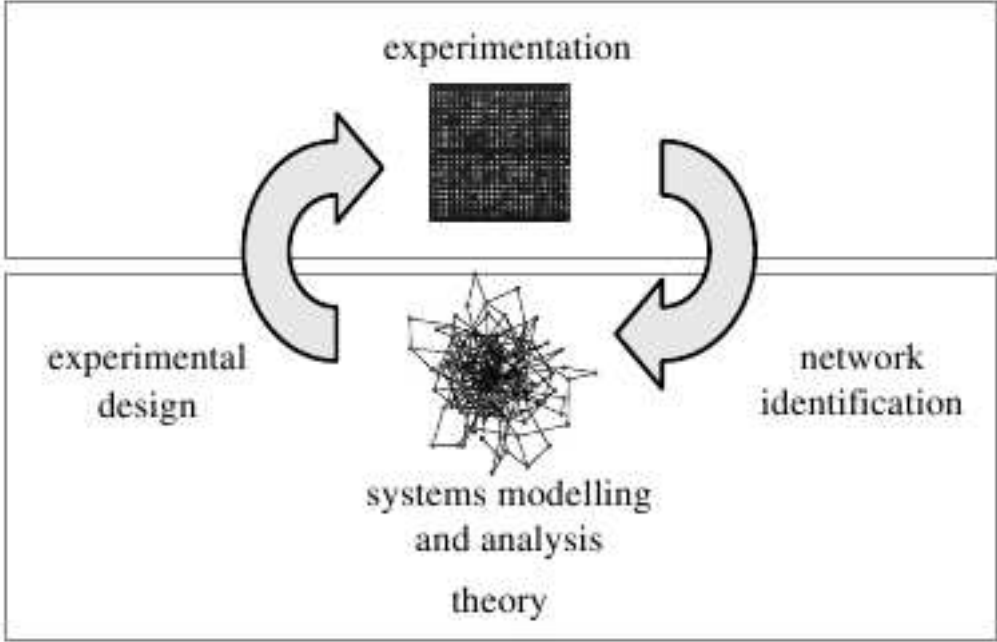 experimentation
experimental
design
network
identification
systems modelling
and analysis
theory